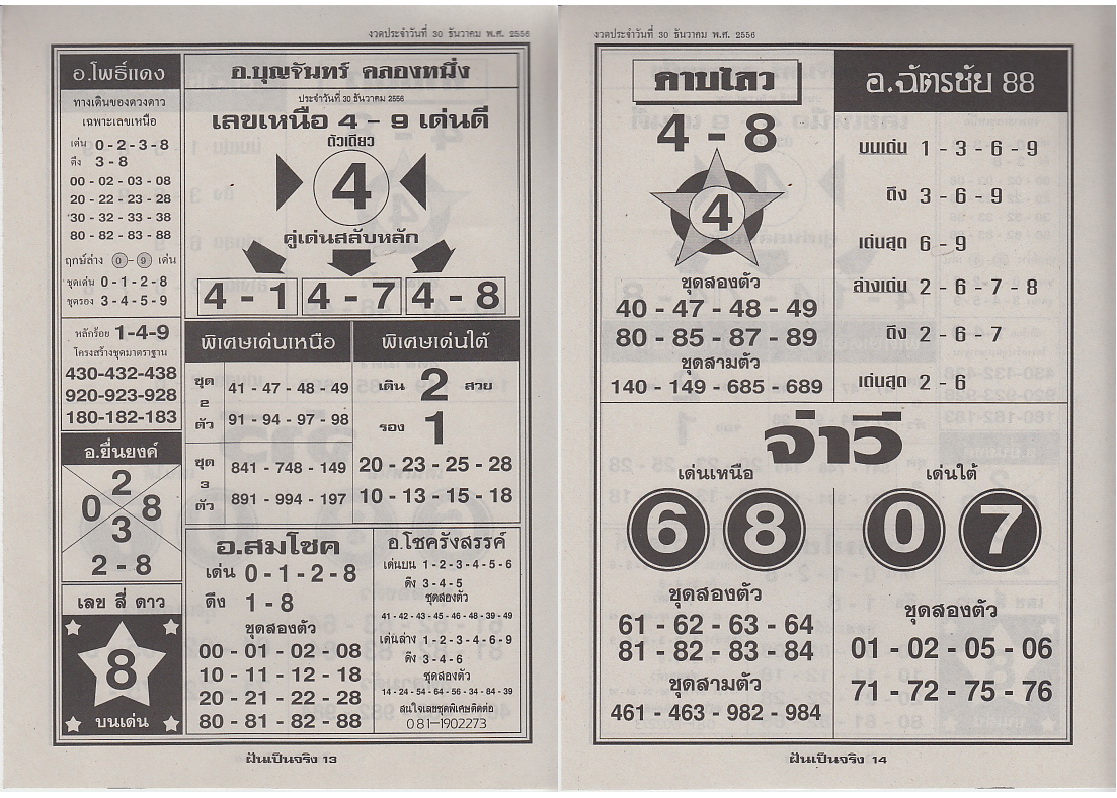 งวดประจำวันที่ 30 ธันวาคม พ.ศ. 2556
อ.โพธิ์แดง
ทางเดินของดวงดาว
เฉพาะเลขเหนือ
เด่น 0 - 2 - 3 - 8
ดึง 3 - 8
00 - 02 - 03 - 08
20 - 22 - 23 - 28
30 - 32 - 33 - 38
80 - 82 - 83 - 88
ฤกษ์ล่าง 0 - 9 เด่น
ชุดเด่น 0 - 1 - 2 - 8
ชุดรอง 3 - 4 - 5 - 9
หลักร้อย 1-4-9
โครงสร้างชุดมาตราฐาน
430-432-438
920-923-928
180-182-183
อ.ยื่นยงค์
2
0 8
3
2 - 8
เลข สี่ ดาว
8
บนเด่น
อ.บุญจันทร์ คลองหนึ่ง
ประจำวันที่ 30 ธันวาคม 2556
เลขเหนือ 4 - 9 เด่นดี
ตัวเดียว
4
คู่เด่นสลับหลัก
4 - 1 4 - 7 4 - 8
พิเศษเด่นเหนือ
ชุด 2 ตัว
41 - 47 - 48 - 49
91 - 94 - 97 - 98
ชุด 3 ตัว
841 - 748 - 149
891 - 994 - 197
พิเศษเด่นใต้
เดิน 2 สวย
รอง 1
20 - 23 - 25 - 28
10 - 13 - 15 - 18
อ.สมโชค
เด่น 0 - 1 - 2 - 8
ดึง 1 - 8
ชุดสองตัว
00 - 01 - 02 - 08
10 - 11 - 12 - 18
20 - 21 - 22 - 28
80 - 81 - 82 - 88
อ.โชครังสรรค์
เด่นบน 1 - 2 - 3 - 4 - 5 - 6
ดึง 3 - 4 - 5
ชุดสองตัว
41 - 42 - 43 - 45 - 46 - 48 - 39 - 49
เด่นล่าง 1 - 2 - 3 - 4 - 6 - 9
ดึง 3 - 4 - 6
ชุดสองตัว
14 - 24 - 54 - 64 - 56 - 34 - 84 - 39
สนใจเลขชุดพิเศษติดต่อ
081-1902273
ฝันเป็นจริง 13
งวดประจำวันที่ 30 ธันวาคม พ.ศ. 2556
คาบไสว
4 - 8
4
ชุดสองตัว
40 - 47 - 48 - 49
80 - 85 - 87 - 89
ชุดสามตัว
140 - 149 - 685 - 689
อ.ฉัตรชัย 88
บนเด่น 1 - 3 - 6 - 9
ถึง 3 - 6 - 9
เด่นสุด 6 - 9
ล่างเด่น 2 - 6 - 7 - 8
ถึง 2 - 6 - 7
เด่นสุด 2 - 6
จ่าวี
เด่นเหนือ
6 8
ชุดสองตัว
61 - 62 - 63 - 64
81 - 82 - 83 - 84
ชุดสามตัว
461 - 463 - 982 - 984
เด่นใต้
0 7
ชุดสองตัว
01 - 02 - 05 - 06
71 - 72 - 75 - 76
ฝันเป็นจริง 14